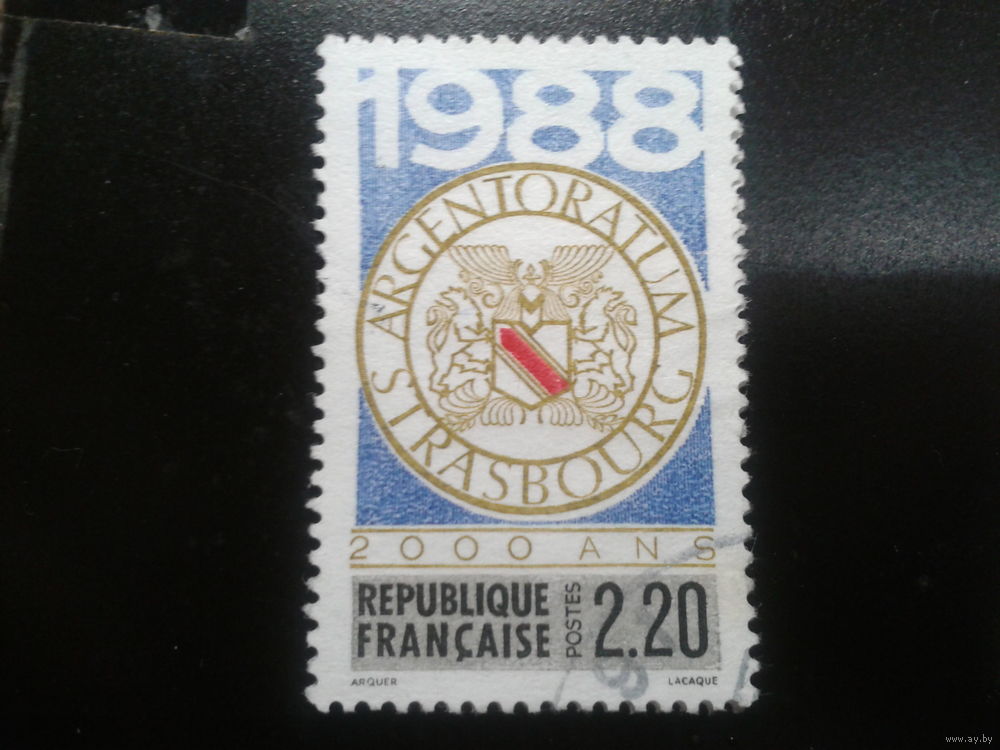 1988
ARGENTORATUM
STRASBOURG
2000 ANS
REPUBLIQUE
FRANÇAISE
POSTES
2.20
ARQUER
LACAQUE
www.ay.by